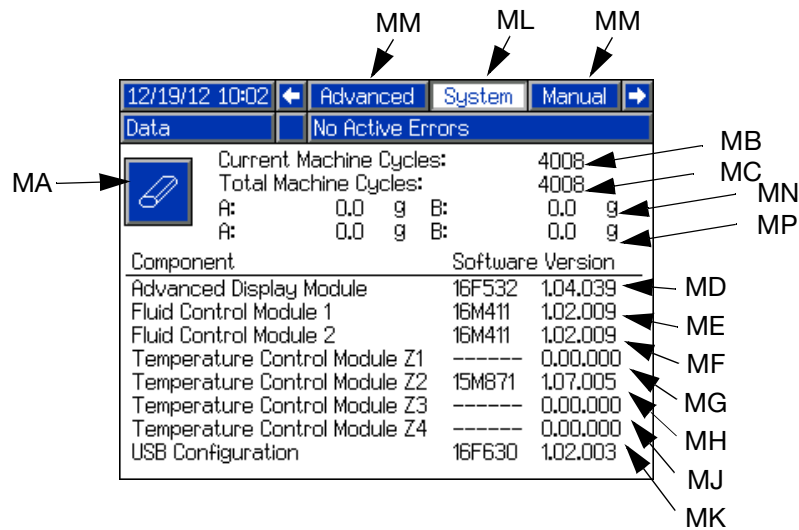 MM ML MM
12/19/12 10:02 Advanced System Manual
Data No Active Errors
Current Machine Cycles: 4008 MB
MA Total Machine Cycles: 4008 MC
A: 0.0 g B: 0.0 g MN
A: 0.0 g B: 0.0 g MP
Component Software Version
Advanced Display Module 16F532 1.04.039 MD
Fluid Control Module 1 16M411 1.02.009 ME
Fluid Control Module 2 16M411 1.02.009 MF
Temperature Control Module Z1 ------ 0.00.000 MG
Temperature Control Module Z2 15M871 1.07.005 MH
Temperature Control Module Z3 ------ 0.00.000 MJ
Temperature Control Module Z4 ------ 0.00.000
USB Configuration 16F630 1.02.003 MK